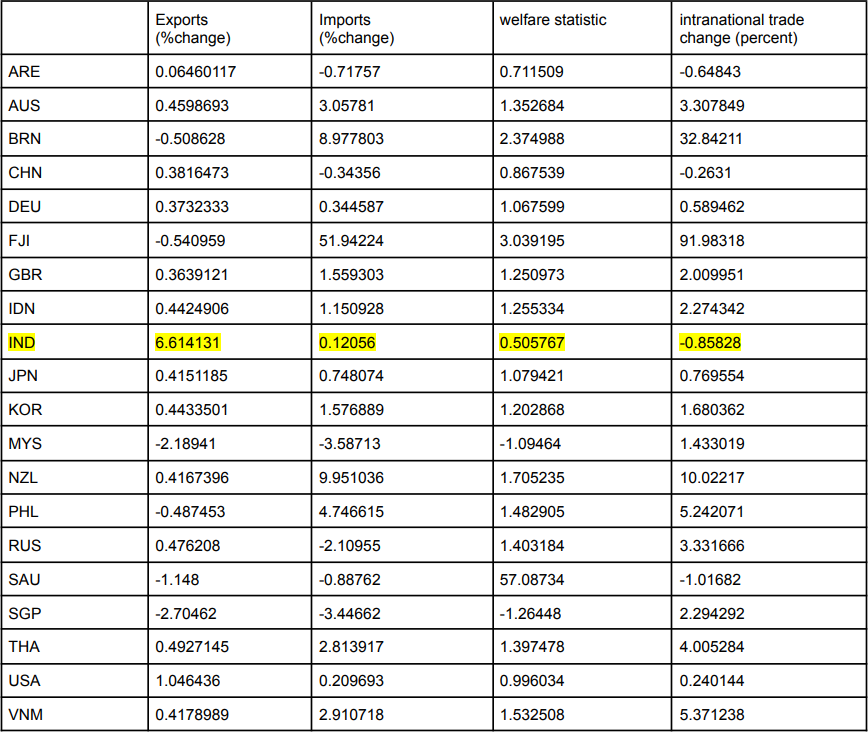 Exports (%change) Imports (%change) welfare statistic intranational trade change (percent)
ARE 0.06460117 -0.71757 0.711509 -0.64843
AUS 0.4598693 3.05781 1.352684 3.307849
BRN -0.508628 8.977803 2.374988 32.84211
CHN 0.3816473 -0.34356 0.867539 -0.2631
DEU 0.3732333 0.344587 1.067599 0.589462
FJI -0.540959 51.94224 3.039195 91.98318
GBR 0.3639121 1.559303 1.250973 2.009951
IDN 0.4424906 1.150928 1.255334 2.274342
IND 6.614131 0.12056 0.505767 -0.85828
JPN 0.4151185 0.748074 1.079421 0.769554
KOR 0.4433501 1.576889 1.202868 1.680362
MYS -2.18941 -3.58713 -1.09464 1.433019
NZL 0.4167396 9.951036 1.705235 10.02217
PHL -0.487453 4.746615 1.482905 5.242071
RUS 0.476208 -2.10955 1.403184 3.331666
SAU -1.148 -0.88762 57.08734 -1.01682
SGP -2.70462 -3.44662 -1.26448 2.294292
THA 0.4927145 2.813917 1.397478 4.005284
USA 1.046436 0.209693 0.996034 0.240144
VNM 0.4178989 2.910718 1.532508 5.371238